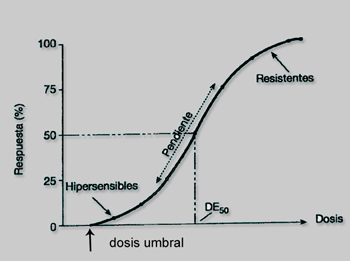 100
75
50
25
0
Respuesta (%)
Resistentes
Pendiente
Hipersensibles
DE50
Dosis
dosis umbral